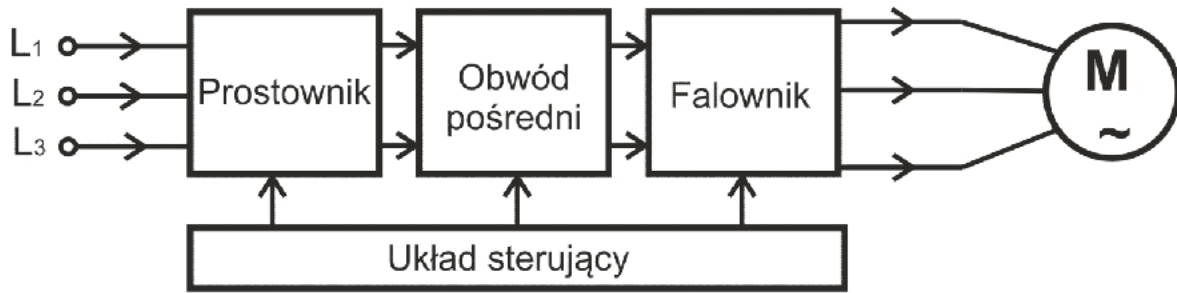 L1
L2
L3
Prostownik
Obwód
pośredni
Falownik
M
~
Układ sterujący